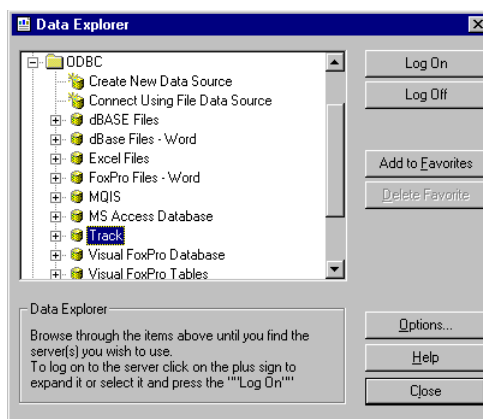 Data Explorer
ODBC
Create New Data Source
Connect Using File Data Source
dBASE Files
dBase Files - Word
Excel Files
FoxPro Files - Word
MQIS
MS Access Database
Track
Visual FoxPro Database
Visual FoxPro Tables
Log On
Log Off
Add to Favorites
Delete Favorite
Data Explorer
Browse through the items above until you find the
server(s) you wish to use.
To log on to the server click on the plus sign to
expand it or select it and press the ""Log On""
Options...
Help
Close